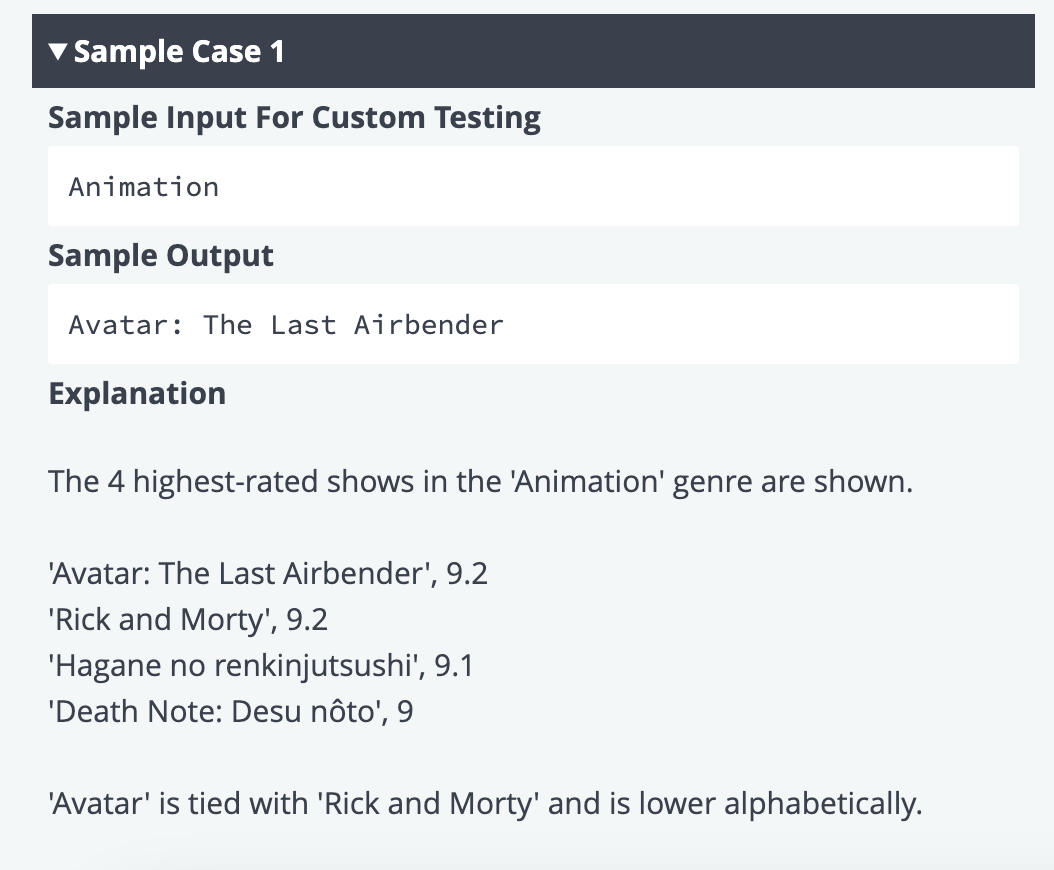 ▼ Sample Case 1
Sample Input For Custom Testing
Animation
Sample Output
Avatar: The Last Airbender
Explanation
The 4 highest-rated shows in the 'Animation' genre are shown.
'Avatar: The Last Airbender', 9.2
'Rick and Morty', 9.2
'Hagane no renkinjutsushi', 9.1
'Death Note: Desu nôto', 9
'Avatar' is tied with 'Rick and Morty' and is lower alphabetically.